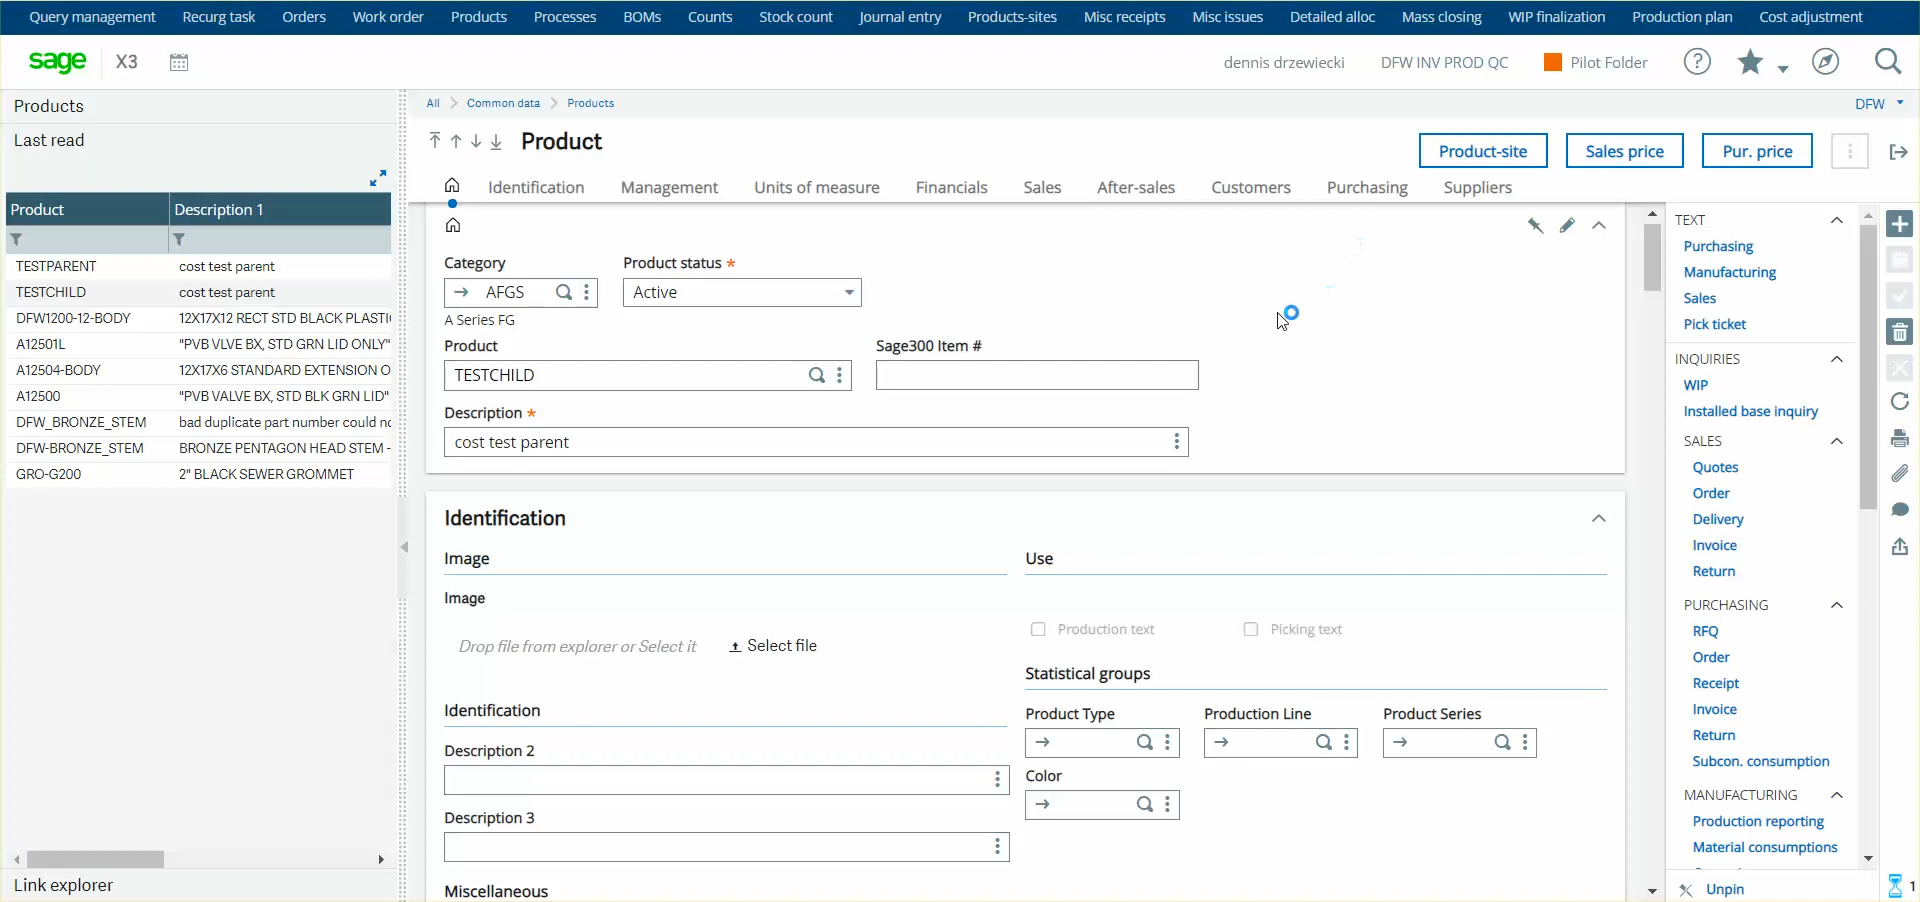 Query management Recurg task Orders Work order Products Processes BOMs Counts Stock count Journal entry Products-sites Misc receipts Misc issues Detailed alloc Mass closing WIP finalization Production plan Cost adjustment
sage X3 dennis drzewiecki DFW INV PROD QC Pilot Folder
Products
All Common data Products DFW
Last read
Product
Product-site Sales price Pur. price
Identification Management Units of measure Financials Sales After-sales Customers Purchasing Suppliers
Product Description 1
TESTPARENT cost test parent
TESTCHILD cost test parent
DFW1200-12-BODY 12X17X12 RECT STD BLACK PLASTI
A12501L "PVB VLVE BX, STD GRN LID ONLY"
A12504-BODY 12X17X6 STANDARD EXTENSION O
A12500 "PVB VALVE BX, STD BLK GRN LID"
DFW_BRONZE_STEM bad duplicate part number could no
DFW-BRONZE_STEM BRONZE PENTAGON HEAD STEM -
GRO-G200 2" BLACK SEWER GROMMET
Link explorer
Category Product status *
AFGS Active
A Series FG
Product Sage300 Item #
TESTCHILD
Description *
cost test parent
Identification
Image Use
Image
Drop file from explorer or Select it Select file
Production text Picking text
Statistical groups
Identification
Product Type Production Line Product Series
Description 2
Color
Description 3
Miscellaneous
TEXT
Purchasing
Manufacturing
Sales
Pick ticket
INQUIRIES
WIP
Installed base inquiry
SALES
Quotes
Order
Delivery
Invoice
Return
PURCHASING
RFQ
Order
Receipt
Invoice
Return
Subcon. consumption
MANUFACTURING
Production reporting
Material consumptions
Unpin
1